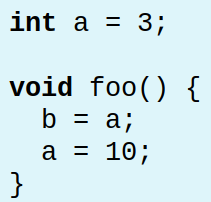 int a = 3;

void foo() {
  b = a;
  a = 10;
}